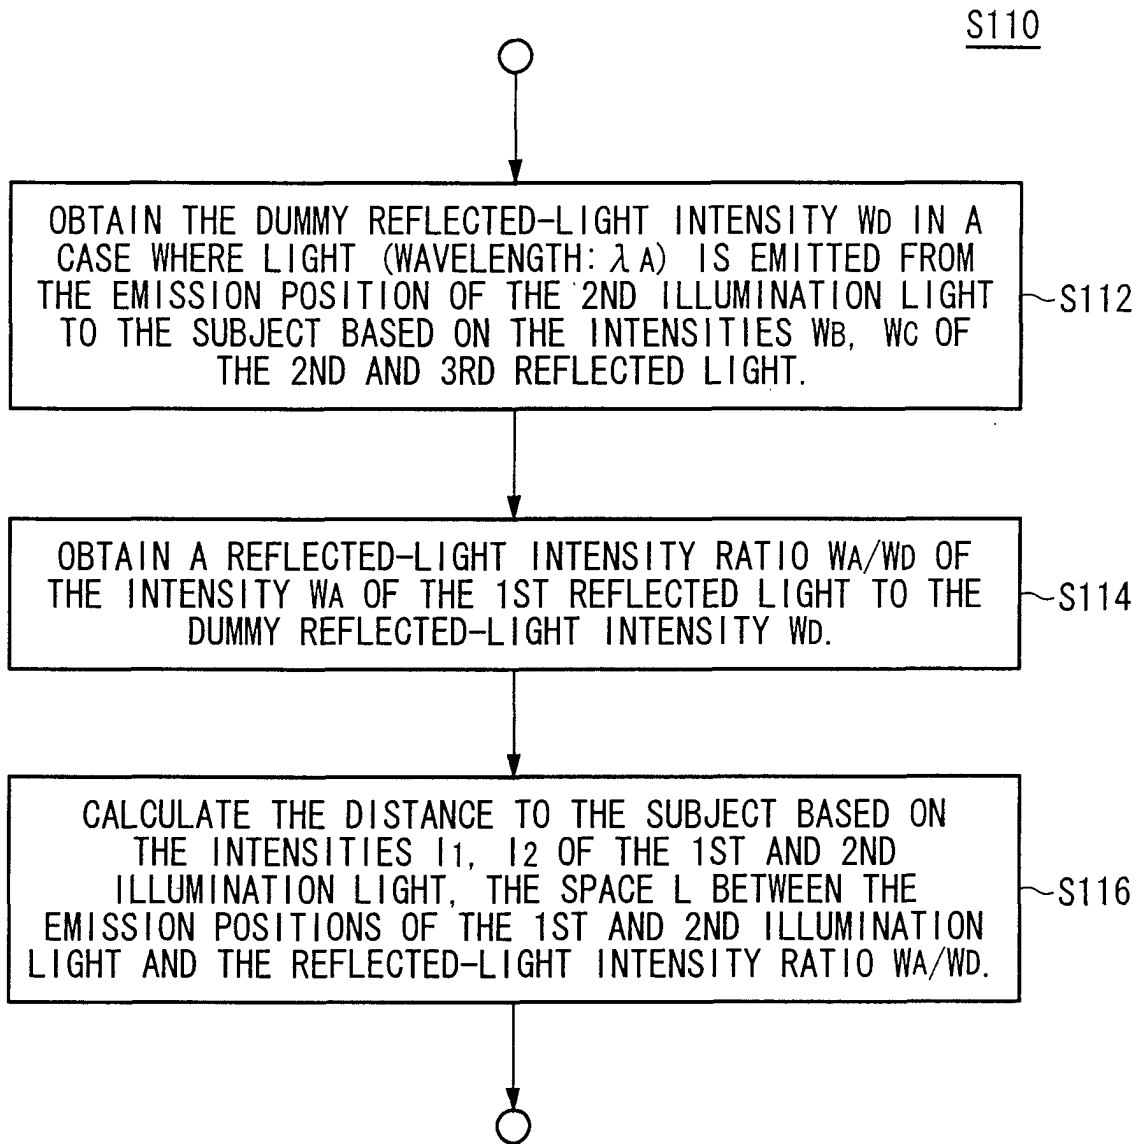 S110
OBTAIN THE DUMMY REFLECTED-LIGHT INTENSITY WD IN A
CASE WHERE LIGHT (WAVELENGTH: λA) IS EMITTED FROM
THE EMISSION POSITION OF THE 2ND ILLUMINATION LIGHT
TO THE SUBJECT BASED ON THE INTENSITIES WB, WC OF
THE 2ND AND 3RD REFLECTED LIGHT.
S112
OBTAIN A REFLECTED-LIGHT INTENSITY RATIO WA/WD OF
THE INTENSITY WA OF THE 1ST REFLECTED LIGHT TO THE
DUMMY REFLECTED-LIGHT INTENSITY WD.
S114
CALCULATE THE DISTANCE TO THE SUBJECT BASED ON
THE INTENSITIES I1, I2 OF THE 1ST AND 2ND
ILLUMINATION LIGHT, THE SPACE L BETWEEN THE
EMISSION POSITIONS OF THE 1ST AND 2ND ILLUMINATION
LIGHT AND THE REFLECTED-LIGHT INTENSITY RATIO WA/WD.
S116